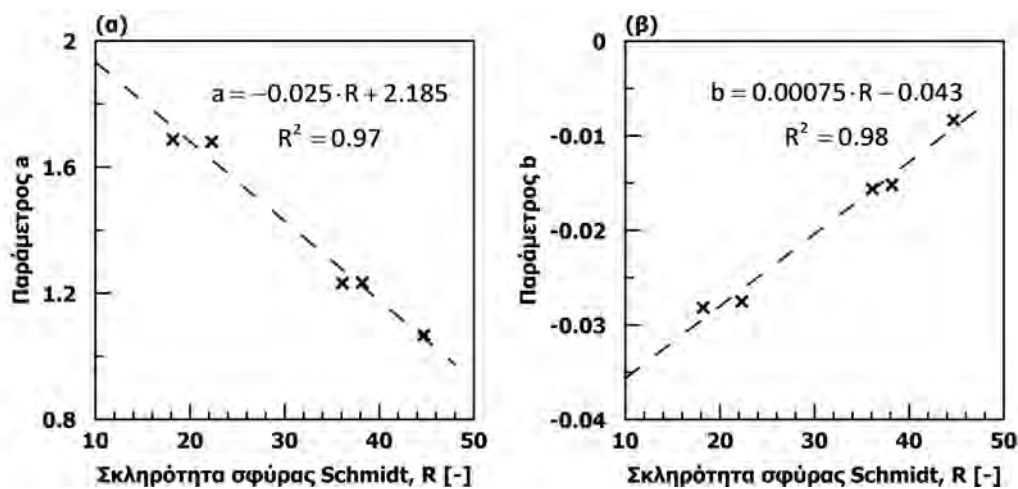 (α)
2
1.6
1.2
0.8
10 20 30 40 50
Παράμετρος a
a = −0.025 · R + 2.185
R² = 0.97
Σκληρότητα σφύρας Schmidt, R [-]
(β)
0
-0.01
-0.02
-0.03
-0.04
10 20 30 40 50
Παράμετρος b
b = 0.00075 · R − 0.043
R² = 0.98
Σκληρότητα σφύρας Schmidt, R [-]